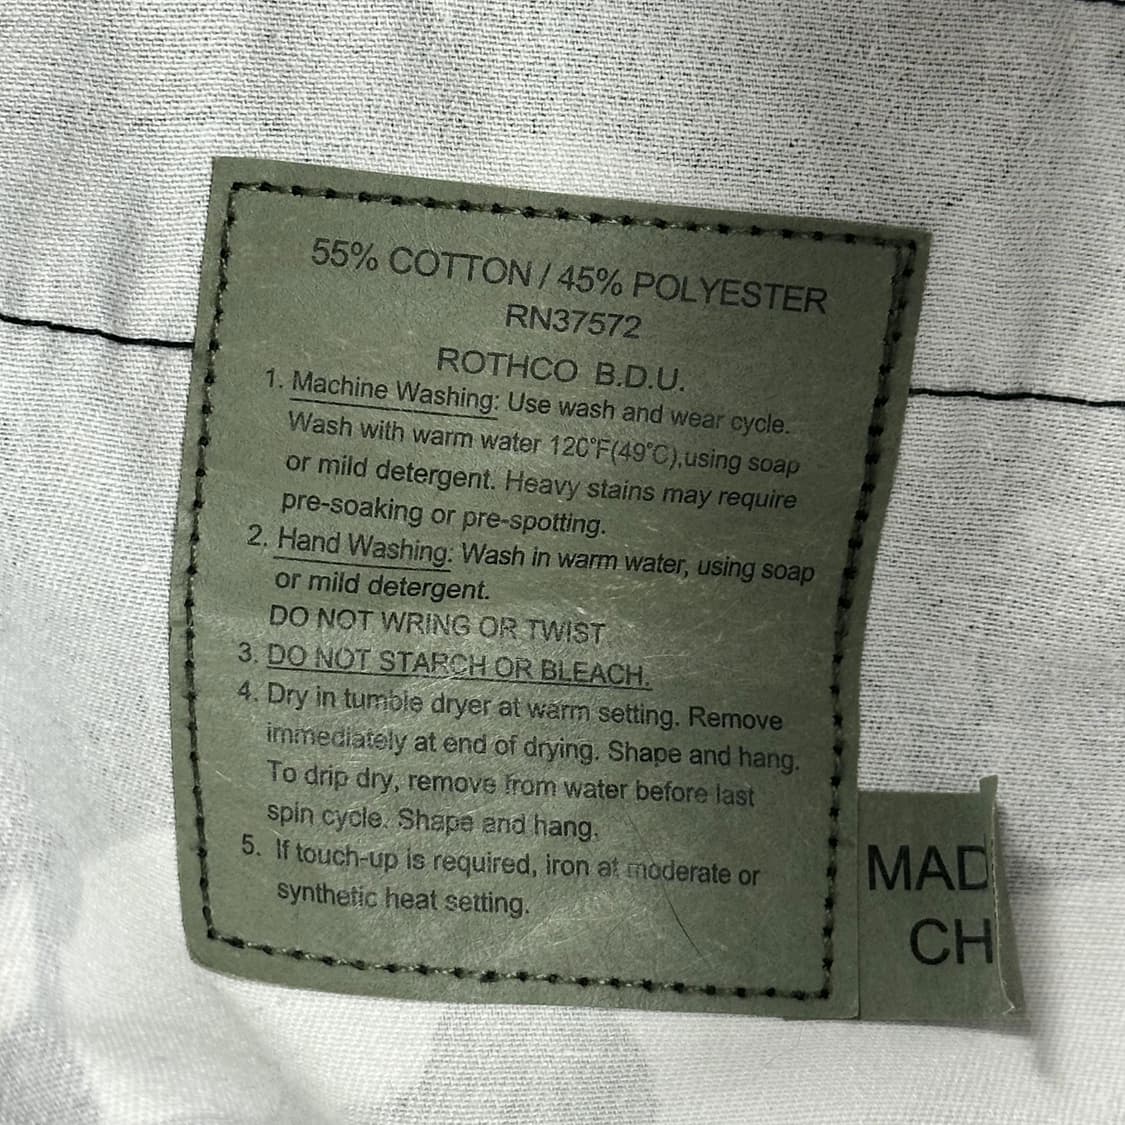 55% COTTON / 45% POLYESTER
RN37572
ROTHCO B.D.U.
1. Machine Washing: Use wash and wear cycle.
Wash with warm water 120°F(49°C),using soap
or mild detergent. Heavy stains may require
pre-soaking or pre-spotting.
2. Hand Washing: Wash in warm water, using soap
or mild detergent.
DO NOT WRING OR TWIST
3. DO NOT STARCH OR BLEACH.
4. Dry in tumble dryer at warm setting. Remove
immediately at end of drying. Shape and hang.
To drip dry, remove from water before last
spin cycle. Shape and hang.
5. If touch-up is required, iron at moderate or
synthetic heat setting.
MAD
CH